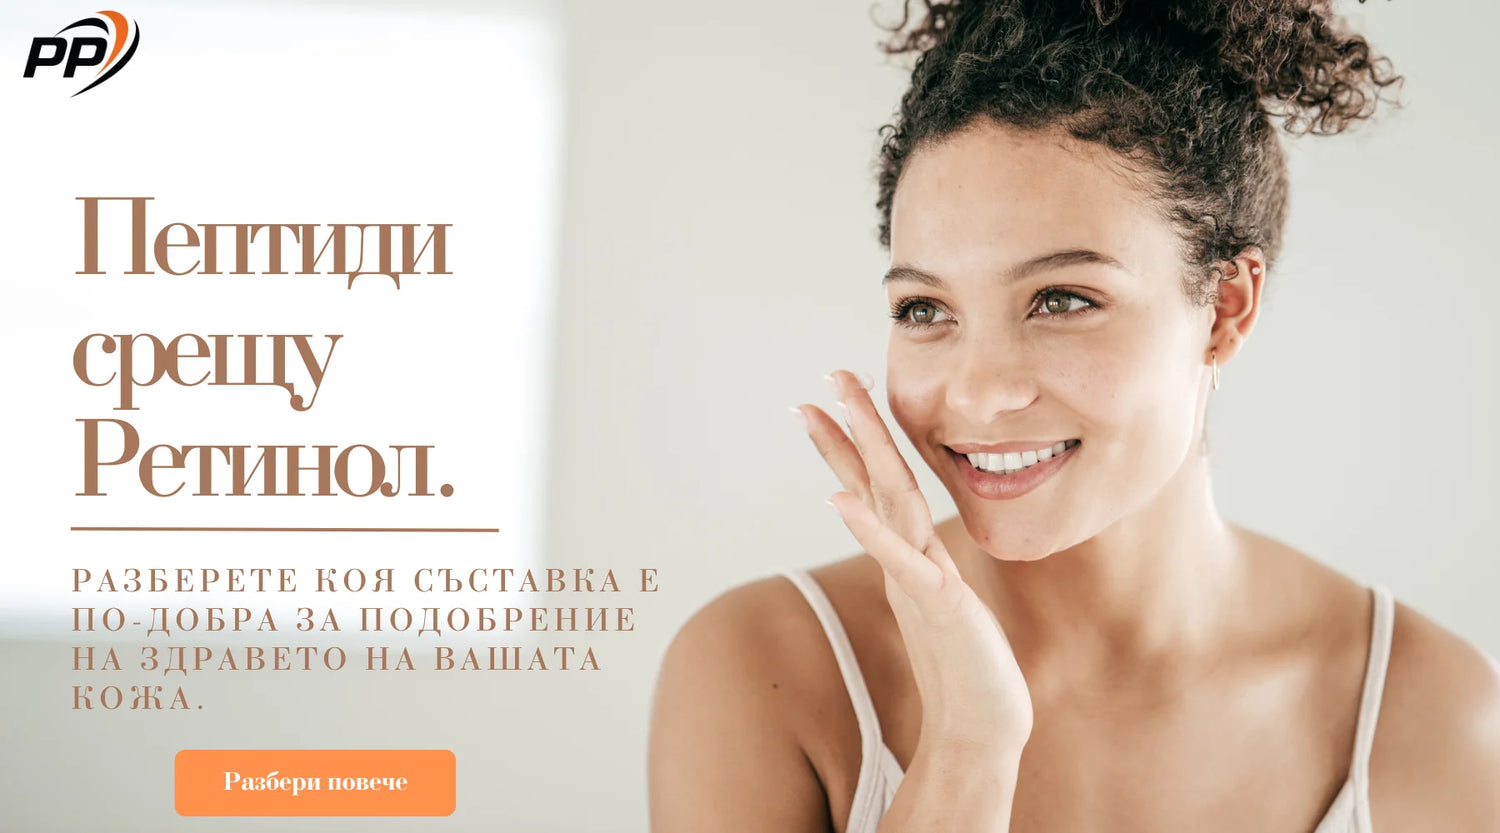 PP
Пептиди
срещу
Ретинол.
РАЗБЕРЕТЕ КОЯ СЪСТАВКА Е
ПО-ДОБРА ЗА ПОДОБРЕНИЕ
НА ЗДРАВЕТО НА ВАШАТА
КОЖА.
Разбери повече